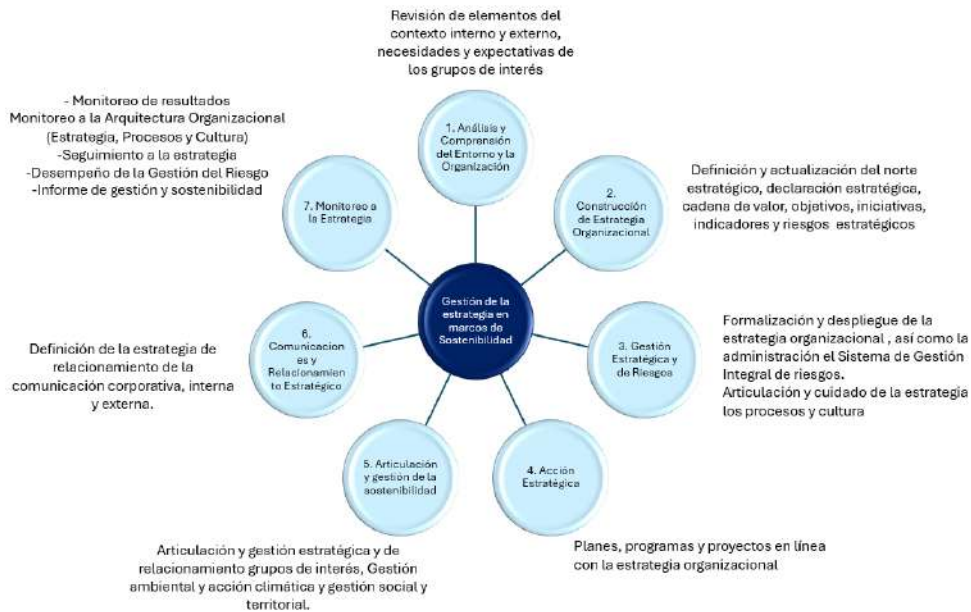 Revisión de elementos del
contexto interno y externo,
necesidades y expectativas de
los grupos de interés
1. Análisis y
Comprensión
del Entorno y la
Organización
2.
Construcción
de Estrategia
Organizacional
Definición y actualización del norte
estratégico, declaración estratégica,
cadena de valor, objetivos, iniciativas,
indicadores y riesgos estratégicos
3. Gestión
Estratégica y
de Riesgos
Formalización y despliegue de la
estrategia organizacional , así como la
administración el Sistema de Gestión
Integral de riesgos.
Articulación y cuidado de la estrategia
los procesos y cultura
4. Acción
Estratégica
Planes, programas y proyectos en línea
con la estrategia organizacional
5. Articulación
y gestión de la
sostenibilidad
Articulación y gestión estratégica y de
relacionamiento grupos de interés, Gestión
ambiental y acción climática y gestión social y
territorial.
6.
Comunicacion
es y
Relacionamien
to Estratégico
Definición de la estrategia de
relacionamiento de la
comunicación corporativa, interna
y externa.
7. Monitoreo a
la Estrategia
- Monitoreo de resultados
Monitoreo a la Arquitectura Organizacional
(Estrategia, Procesos y Cultura)
-Seguimiento a la estrategia
-Desempeño de la Gestión del Riesgo
-Informe de gestión y sostenibilidad
Gestión de la
estrategia en
marcos de
Sostenibilidad